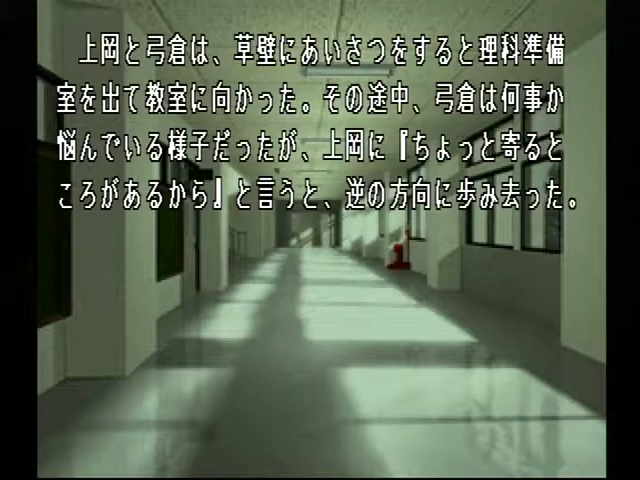 上岡と弓倉は、草壁にあいさつをすると理科準備
室を出て教室に向かった。その途中、弓倉は何事か
悩んでいる様子だったが、上岡に『ちょっと寄ると
ころがあるから』と言うと、逆の方向に歩み去った。